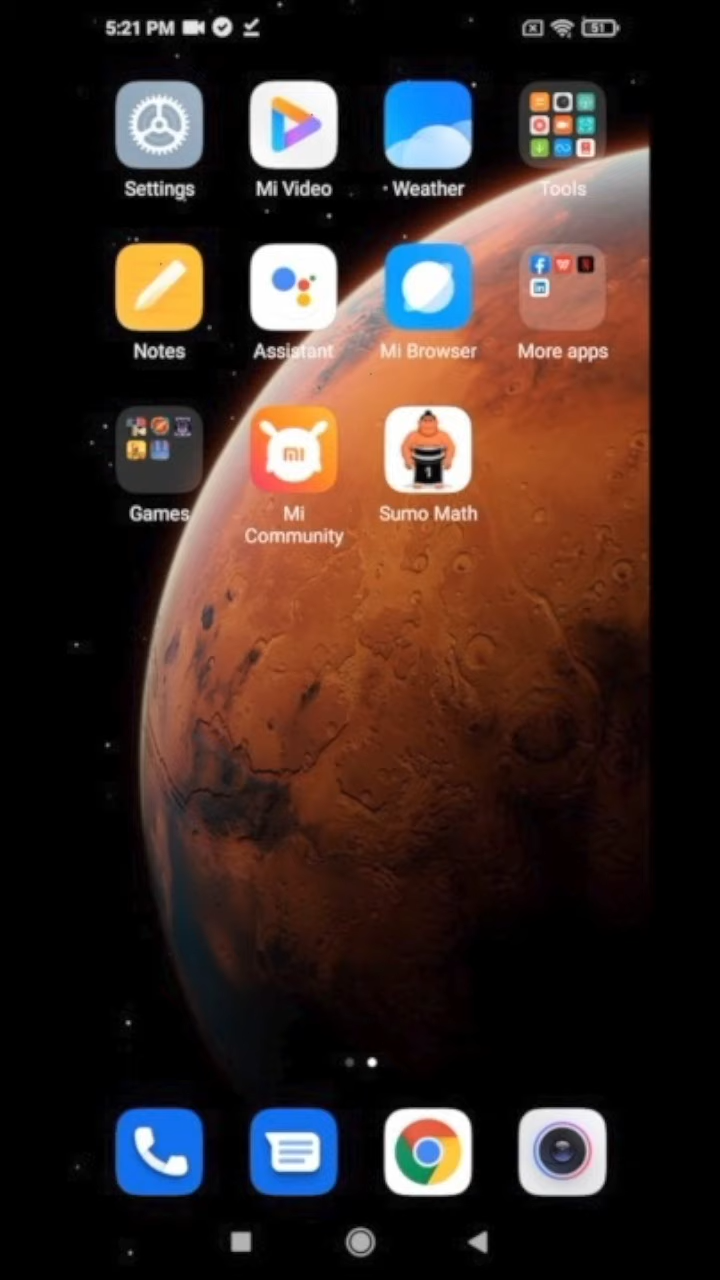 5:21 PM
51
Settings
Mi Video
Weather
Tools
Notes
Assistant
Mi Browser
More apps
Games
Mi
Community
Sumo Math